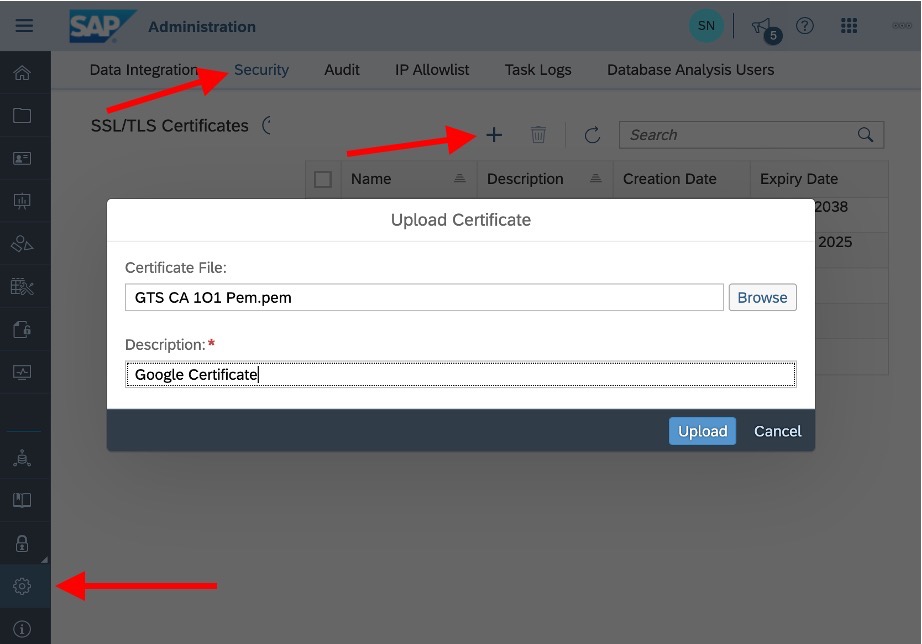 SAP Administration SN 5
Data Integration Security Audit IP Allowlist Task Logs Database Analysis Users
SSL/TLS Certificates
Search
Name Description Creation Date Expiry Date
2038
2025
Upload Certificate
Certificate File:
GTS CA 1O1 Pem.pem Browse
Description:*
Google Certificate
Upload Cancel